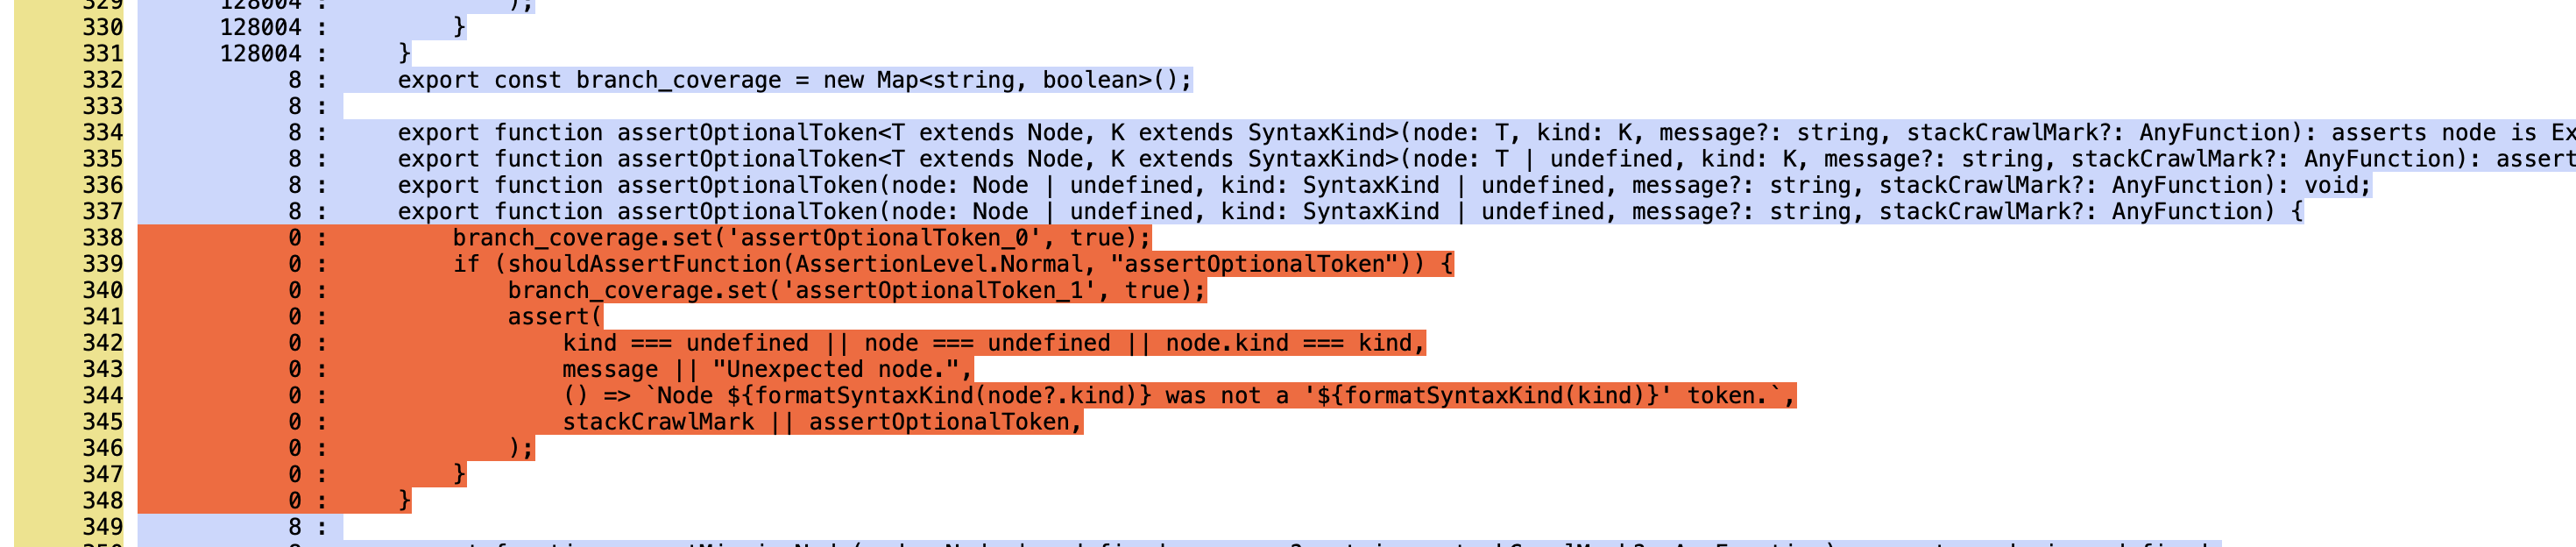 329 128004 : );
330 128004 : }
331 128004 : }
332 8 : export const branch_coverage = new Map<string, boolean>();
333 8 :
334 8 : export function assertOptionalToken<T extends Node, K extends SyntaxKind>(node: T, kind: K, message?: string, stackCrawlMark?: AnyFunction): asserts node is Ex
335 8 : export function assertOptionalToken<T extends Node, K extends SyntaxKind>(node: T | undefined, kind: K, message?: string, stackCrawlMark?: AnyFunction): assert
336 8 : export function assertOptionalToken(node: Node | undefined, kind: SyntaxKind | undefined, message?: string, stackCrawlMark?: AnyFunction): void;
337 8 : export function assertOptionalToken(node: Node | undefined, kind: SyntaxKind | undefined, message?: string, stackCrawlMark?: AnyFunction) {
338 0 : branch_coverage.set('assertOptionalToken_0', true);
339 0 : if (shouldAssertFunction(AssertionLevel.Normal, "assertOptionalToken")) {
340 0 : branch_coverage.set('assertOptionalToken_1', true);
341 0 : assert(
342 0 : kind === undefined || node === undefined || node.kind === kind,
343 0 : message || "Unexpected node.",
344 0 : () => `Node ${formatSyntaxKind(node?.kind)} was not a '${formatSyntaxKind(kind)}' token.`,
345 0 : stackCrawlMark || assertOptionalToken,
346 0 : );
347 0 : }
348 0 : }
349 8 :